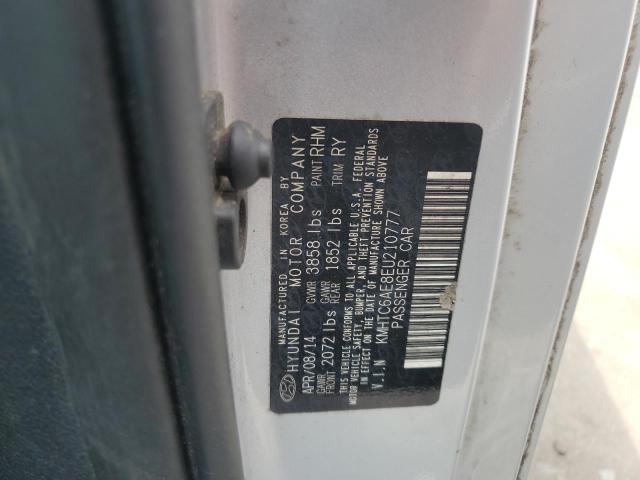 MANUFACTURED IN KOREA BY
HYUNDAI MOTOR COMPANY
APR/08/14 GVWR 3858 lbs PAINT RHM
GAWR FRONT 2072 lbs GAWR REAR 1852 lbs TRIM RY
THIS VEHICLE CONFORMS TO ALL APPLICABLE U.S.A. FEDERAL
MOTOR VEHICLE SAFETY, BUMPER, AND THEFT PREVENTION STANDARDS
IN EFFECT ON THE DATE OF MANUFACTURE SHOWN ABOVE
V.I.N KMHTC6AE8EU210777
PASSENGER CAR